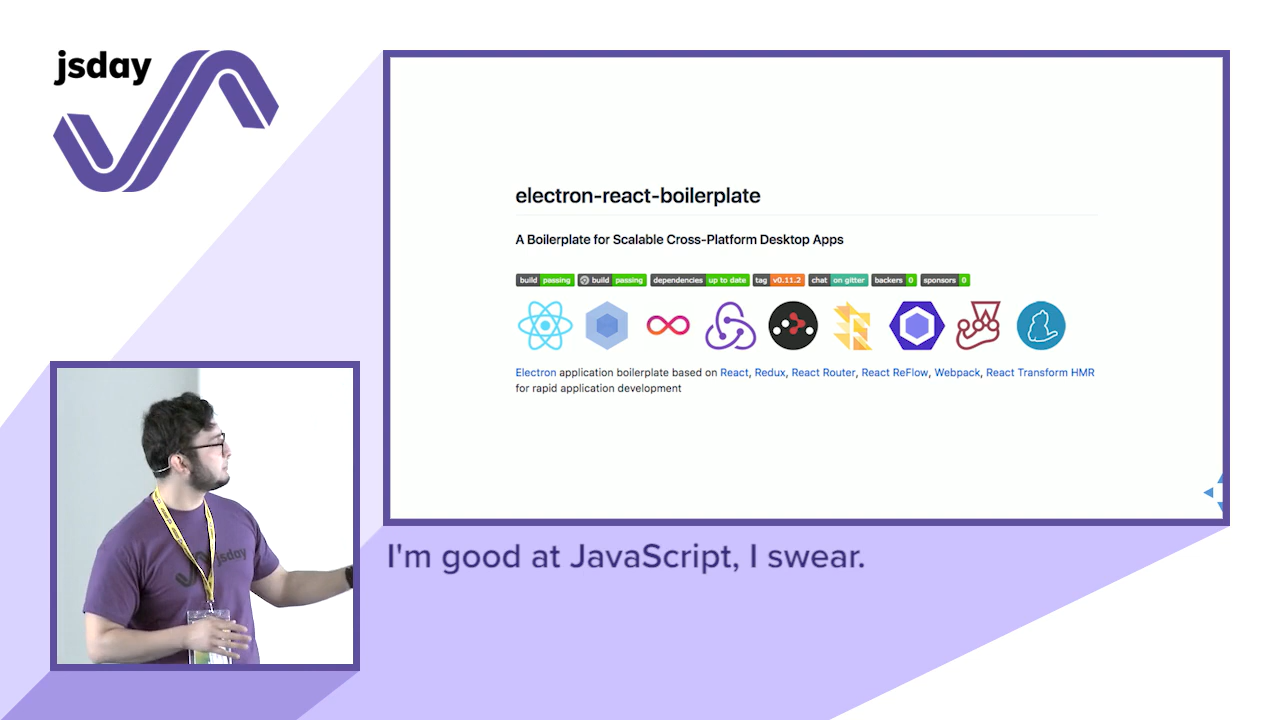 jsday
electron-react-boilerplate
A Boilerplate for Scalable Cross-Platform Desktop Apps
build passing build passing dependencies up to date tag v0.11.2 chat on gitter backers 0 sponsors 0
Electron application boilerplate based on React, Redux, React Router, React ReFlow, Webpack, React Transform HMR
for rapid application development
jsday
I'm good at JavaScript, I swear.